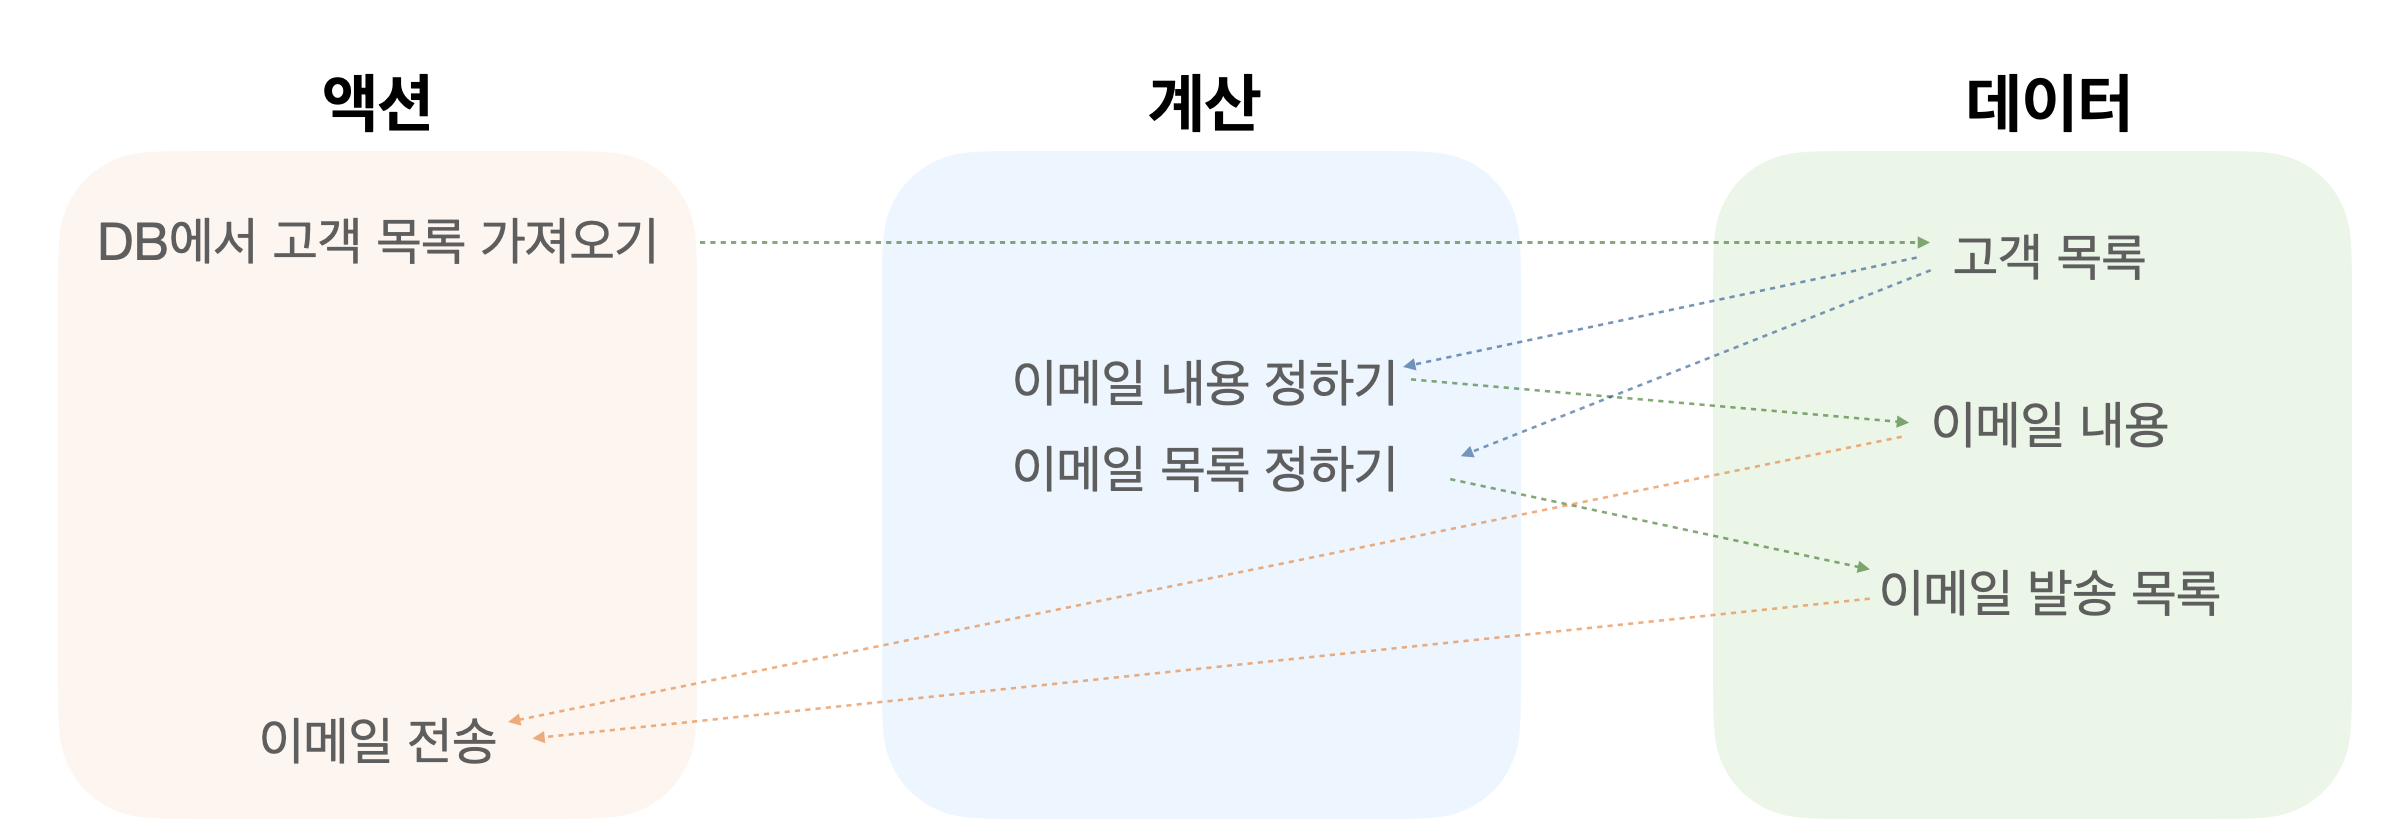 액션
계산
데이터
DB에서 고객 목록 가져오기
고객 목록
이메일 내용 정하기
이메일 내용
이메일 목록 정하기
이메일 발송 목록
이메일 전송